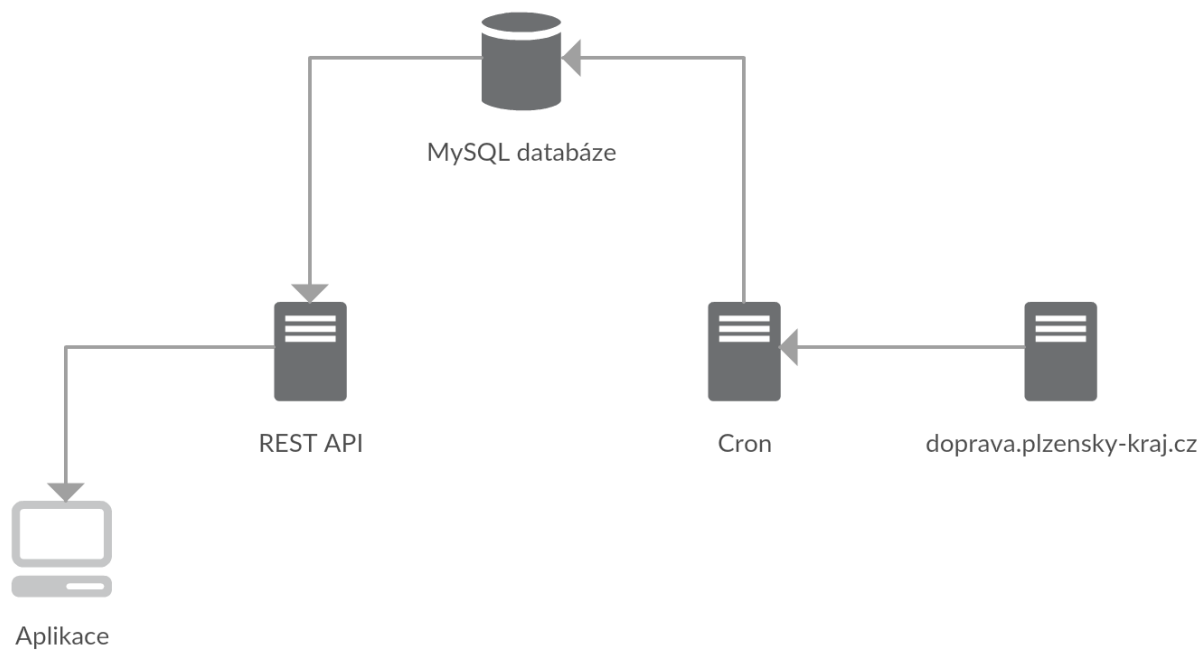 MySQL databáze
REST API
Cron
doprava.plzensky-kraj.cz
Aplikace